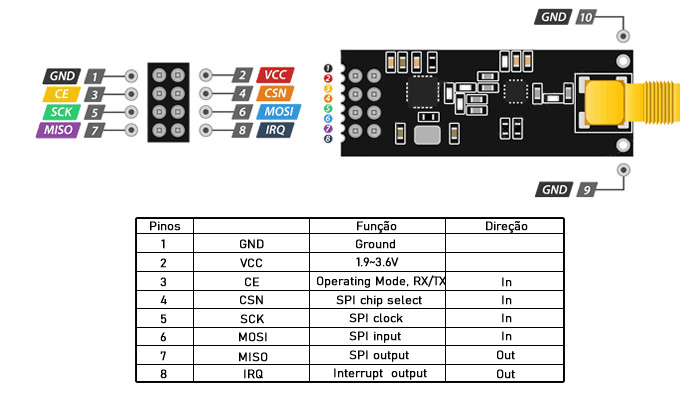 GND 10
GND 1 2 VCC
CE 3 4 CSN
SCK 5 6 MOSI
MISO 7 8 IRQ
1
2
3
4
5
6
7
8
GND 9
Pinos Função Direção
1 GND Ground
2 VCC 1.9~3.6V
3 CE Operating Mode, RX/TX In
4 CSN SPI chip select In
5 SCK SPI clock In
6 MOSI SPI input In
7 MISO SPI output Out
8 IRQ Interrupt output Out